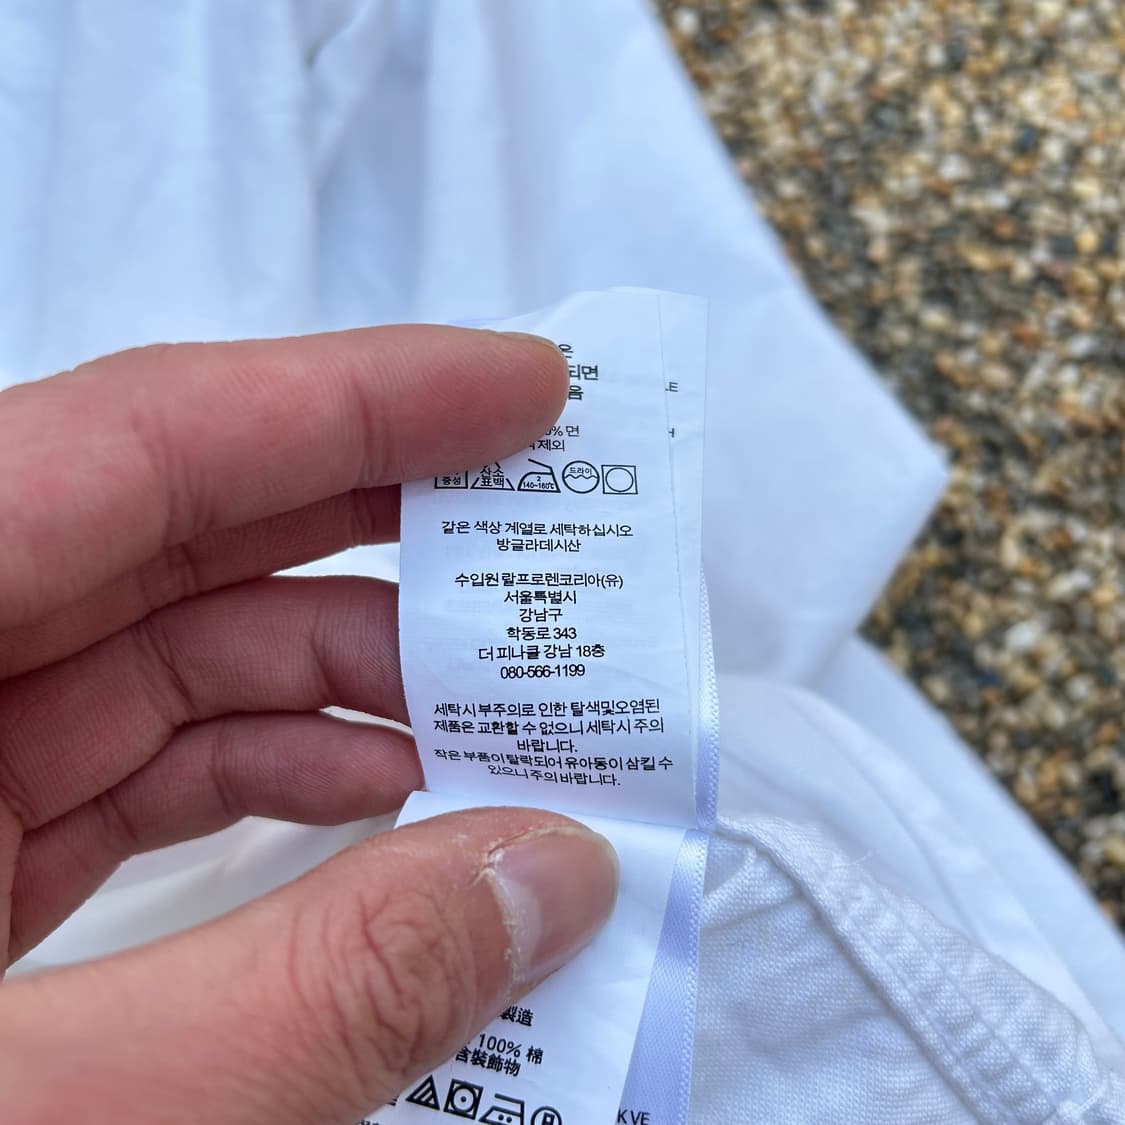 은
되면
음
% 면
제외
중성 산소 표백 2 140~160℃ 드라이
같은 색상 계열로 세탁하십시오
방글라데시산
수입원 랄프로렌코리아(유)
서울특별시
강남구
학동로 343
더 피나클 강남 18층
080-566-1199
세탁시 부주의로 인한 탈색및오염된
제품은 교환할 수 없으니 세탁시 주의
바랍니다.
작은 부품이 탈락되어 유아동이 삼킬 수
있으니 주의 바랍니다.
LE
H
製造
100% 棉
含裝飾物
K VE